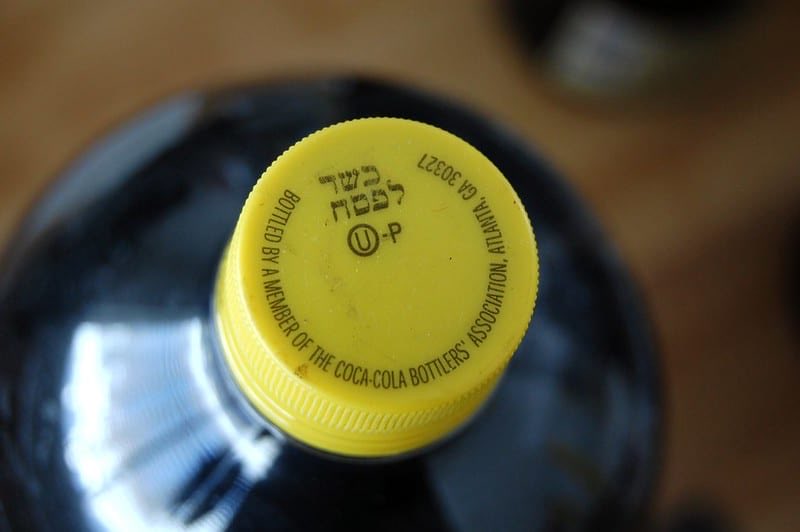 כשר
לפסח
Ⓤ-P
BOTTLED BY A MEMBER OF THE COCA-COLA BOTTLERS' ASSOCIATION, ATLANTA, GA 30327